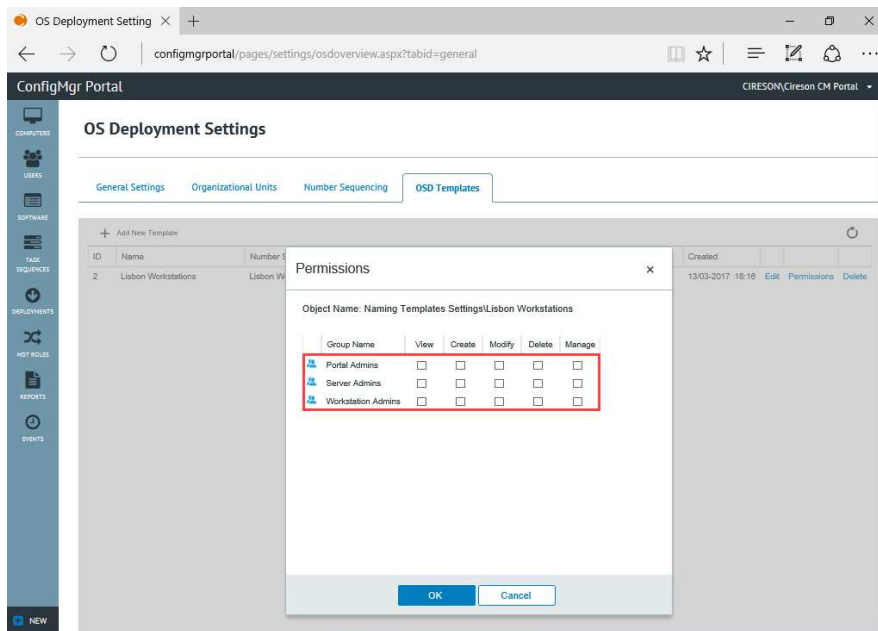 OS Deployment Setting
configmgrportal/pages/settings/osdoverview.aspx?tabid=general
ConfigMgr Portal
CIRESON\Cireson CM Portal
COMPUTERS
USERS
SOFTWARE
TASK
SEQUENCES
DEPLOYMENTS
MDT ROLES
REPORTS
EVENTS
NEW
OS Deployment Settings
General Settings Organizational Units Number Sequencing OSD Templates
Add New Template
ID Name Number S Created
2 Lisbon Workstations Lisbon W 13/03-2017 18:16 Edit Permissions Delete
Permissions
Object Name: Naming Templates Settings\Lisbon Workstations
Group Name View Create Modify Delete Manage
Portal Admins
Server Admins
Workstation Admins
OK Cancel